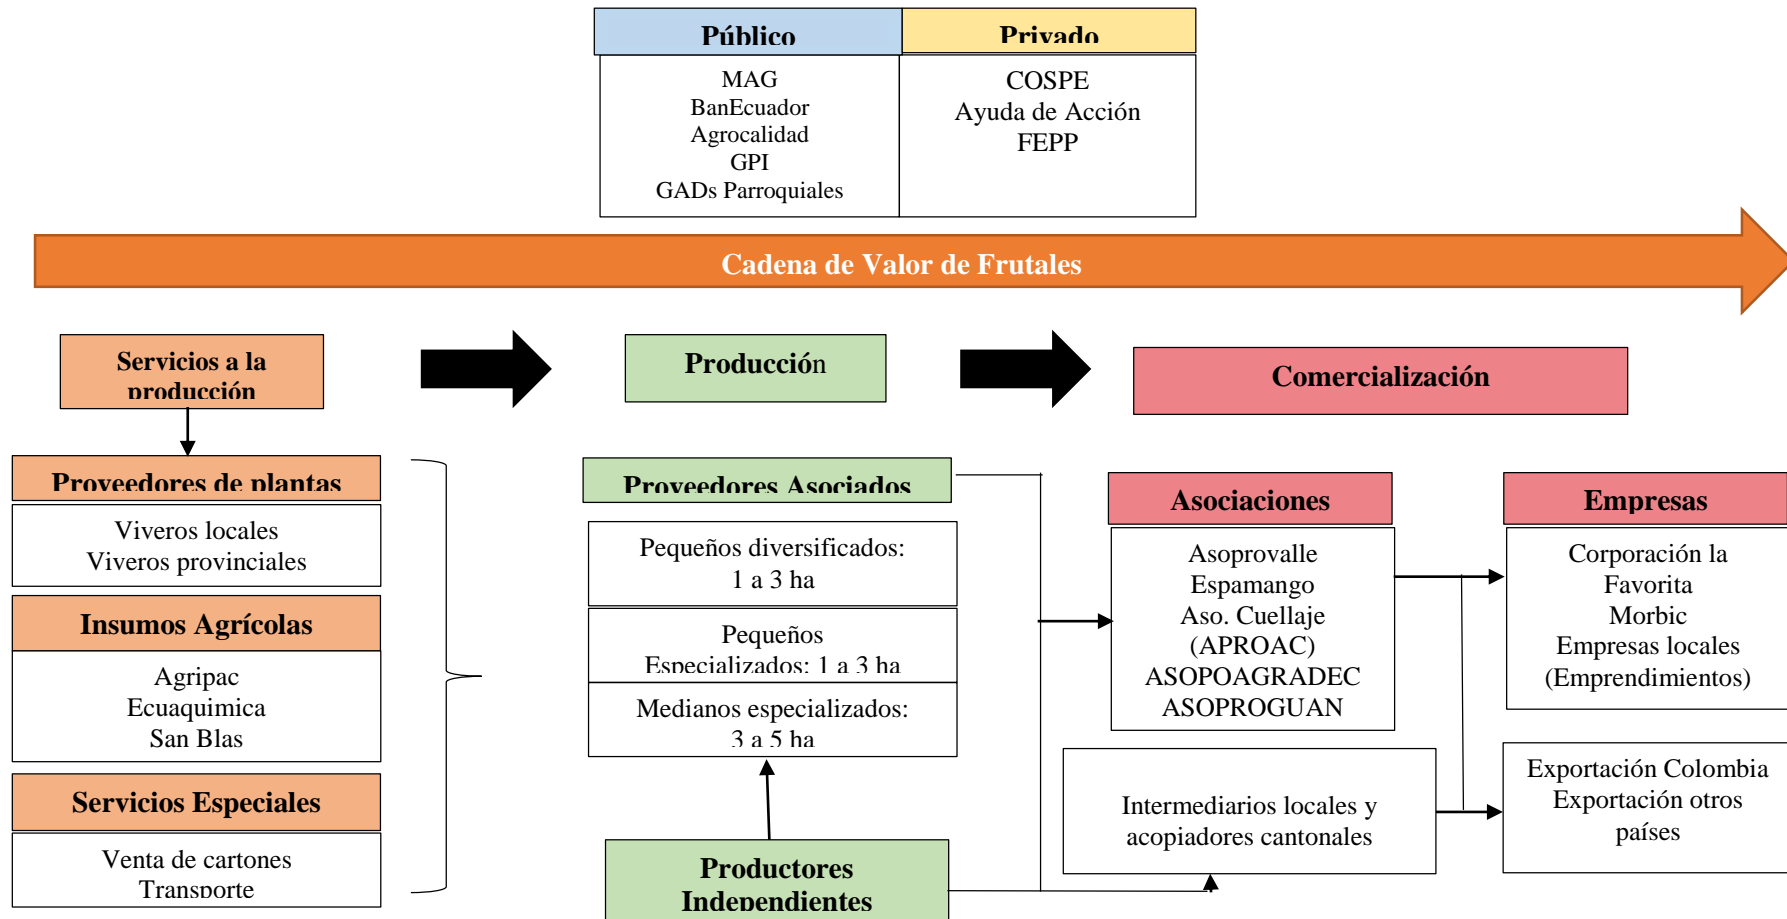 Público
Privado
MAG
BanEcuador
Agrocalidad
GPI
GADs Parroquiales
COSPE
Ayuda de Acción
FEPP
Cadena de Valor de Frutales
Servicios a la
producción
Producción
Comercialización
Proveedores de plantas
Viveros locales
Viveros provinciales
Insumos Agrícolas
Agripac
Ecuaquimica
San Blas
Servicios Especiales
Venta de cartones
Transporte
Proveedores Asociados
Pequeños diversificados:
1 a 3 ha
Pequeños
Especializados: 1 a 3 ha
Medianos especializados:
3 a 5 ha
Productores
Independientes
Asociaciones
Asoprovalle
Espamango
Aso. Cuellaje
(APROAC)
ASOPOAGRADEC
ASOPROGUAN
Intermediarios locales y
acopiadores cantonales
Empresas
Corporación la
Favorita
Morbic
Empresas locales
(Emprendimientos)
Exportación Colombia
Exportación otros
países